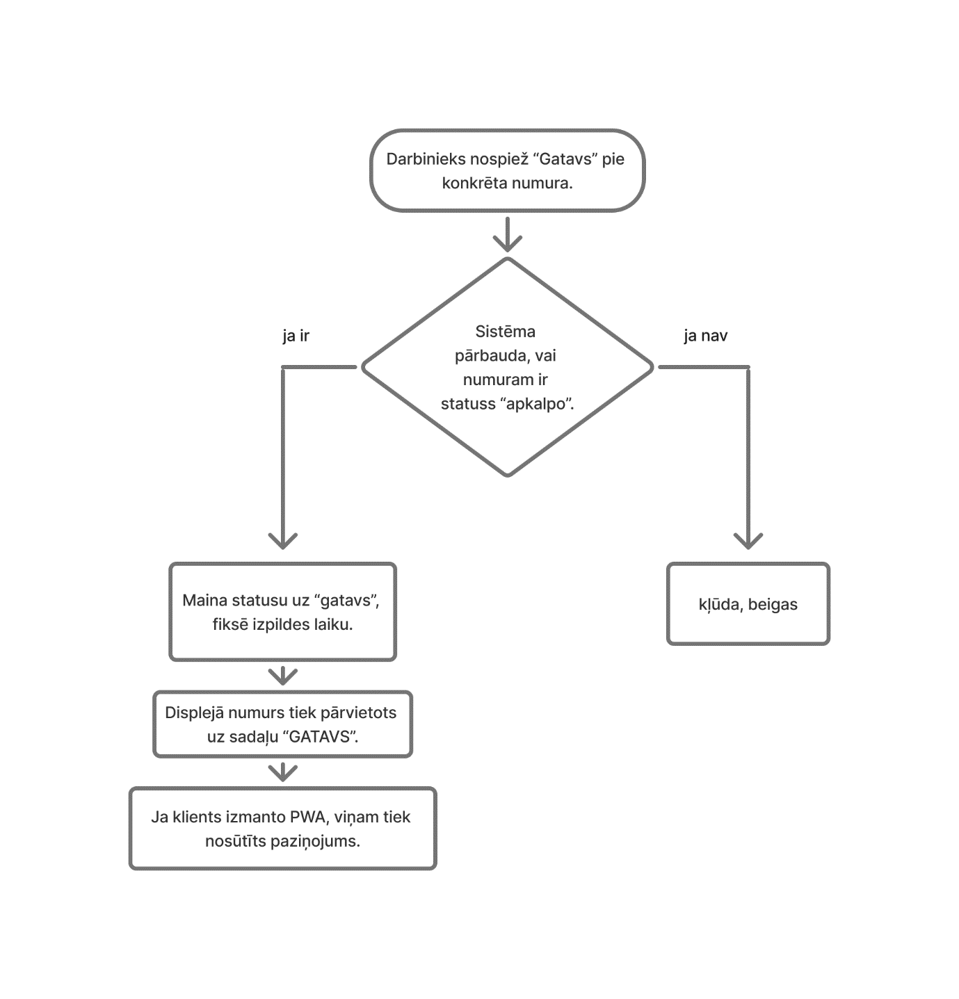 Darbinieks nospiež “Gatavs” pie
konkrēta numura.
Sistēma
pārbauda, vai
numuram ir
statuss “apkalpo”.
ja ir
ja nav
Maina statusu uz “gatavs”,
fiksē izpildes laiku.
kļūda, beigas
Displejā numurs tiek pārvietots
uz sadaļu “GATAVS”.
Ja klients izmanto PWA, viņam tiek
nosūtīts paziņojums.